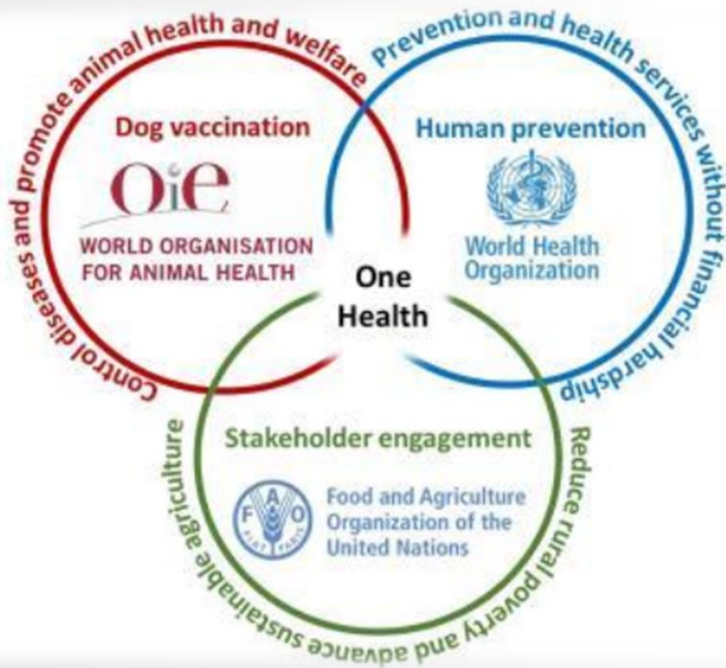 Control diseases and promote animal health and welfare
Prevention and health services without financial hardship
Dog vaccination
OiE
WORLD ORGANISATION
FOR ANIMAL HEALTH
Human prevention
World Health
Organization
One
Health
Stakeholder engagement
F A O
FIAT PANIS
Food and Agriculture
Organization of the
United Nations
Reduce rural poverty and advance sustainable agriculture